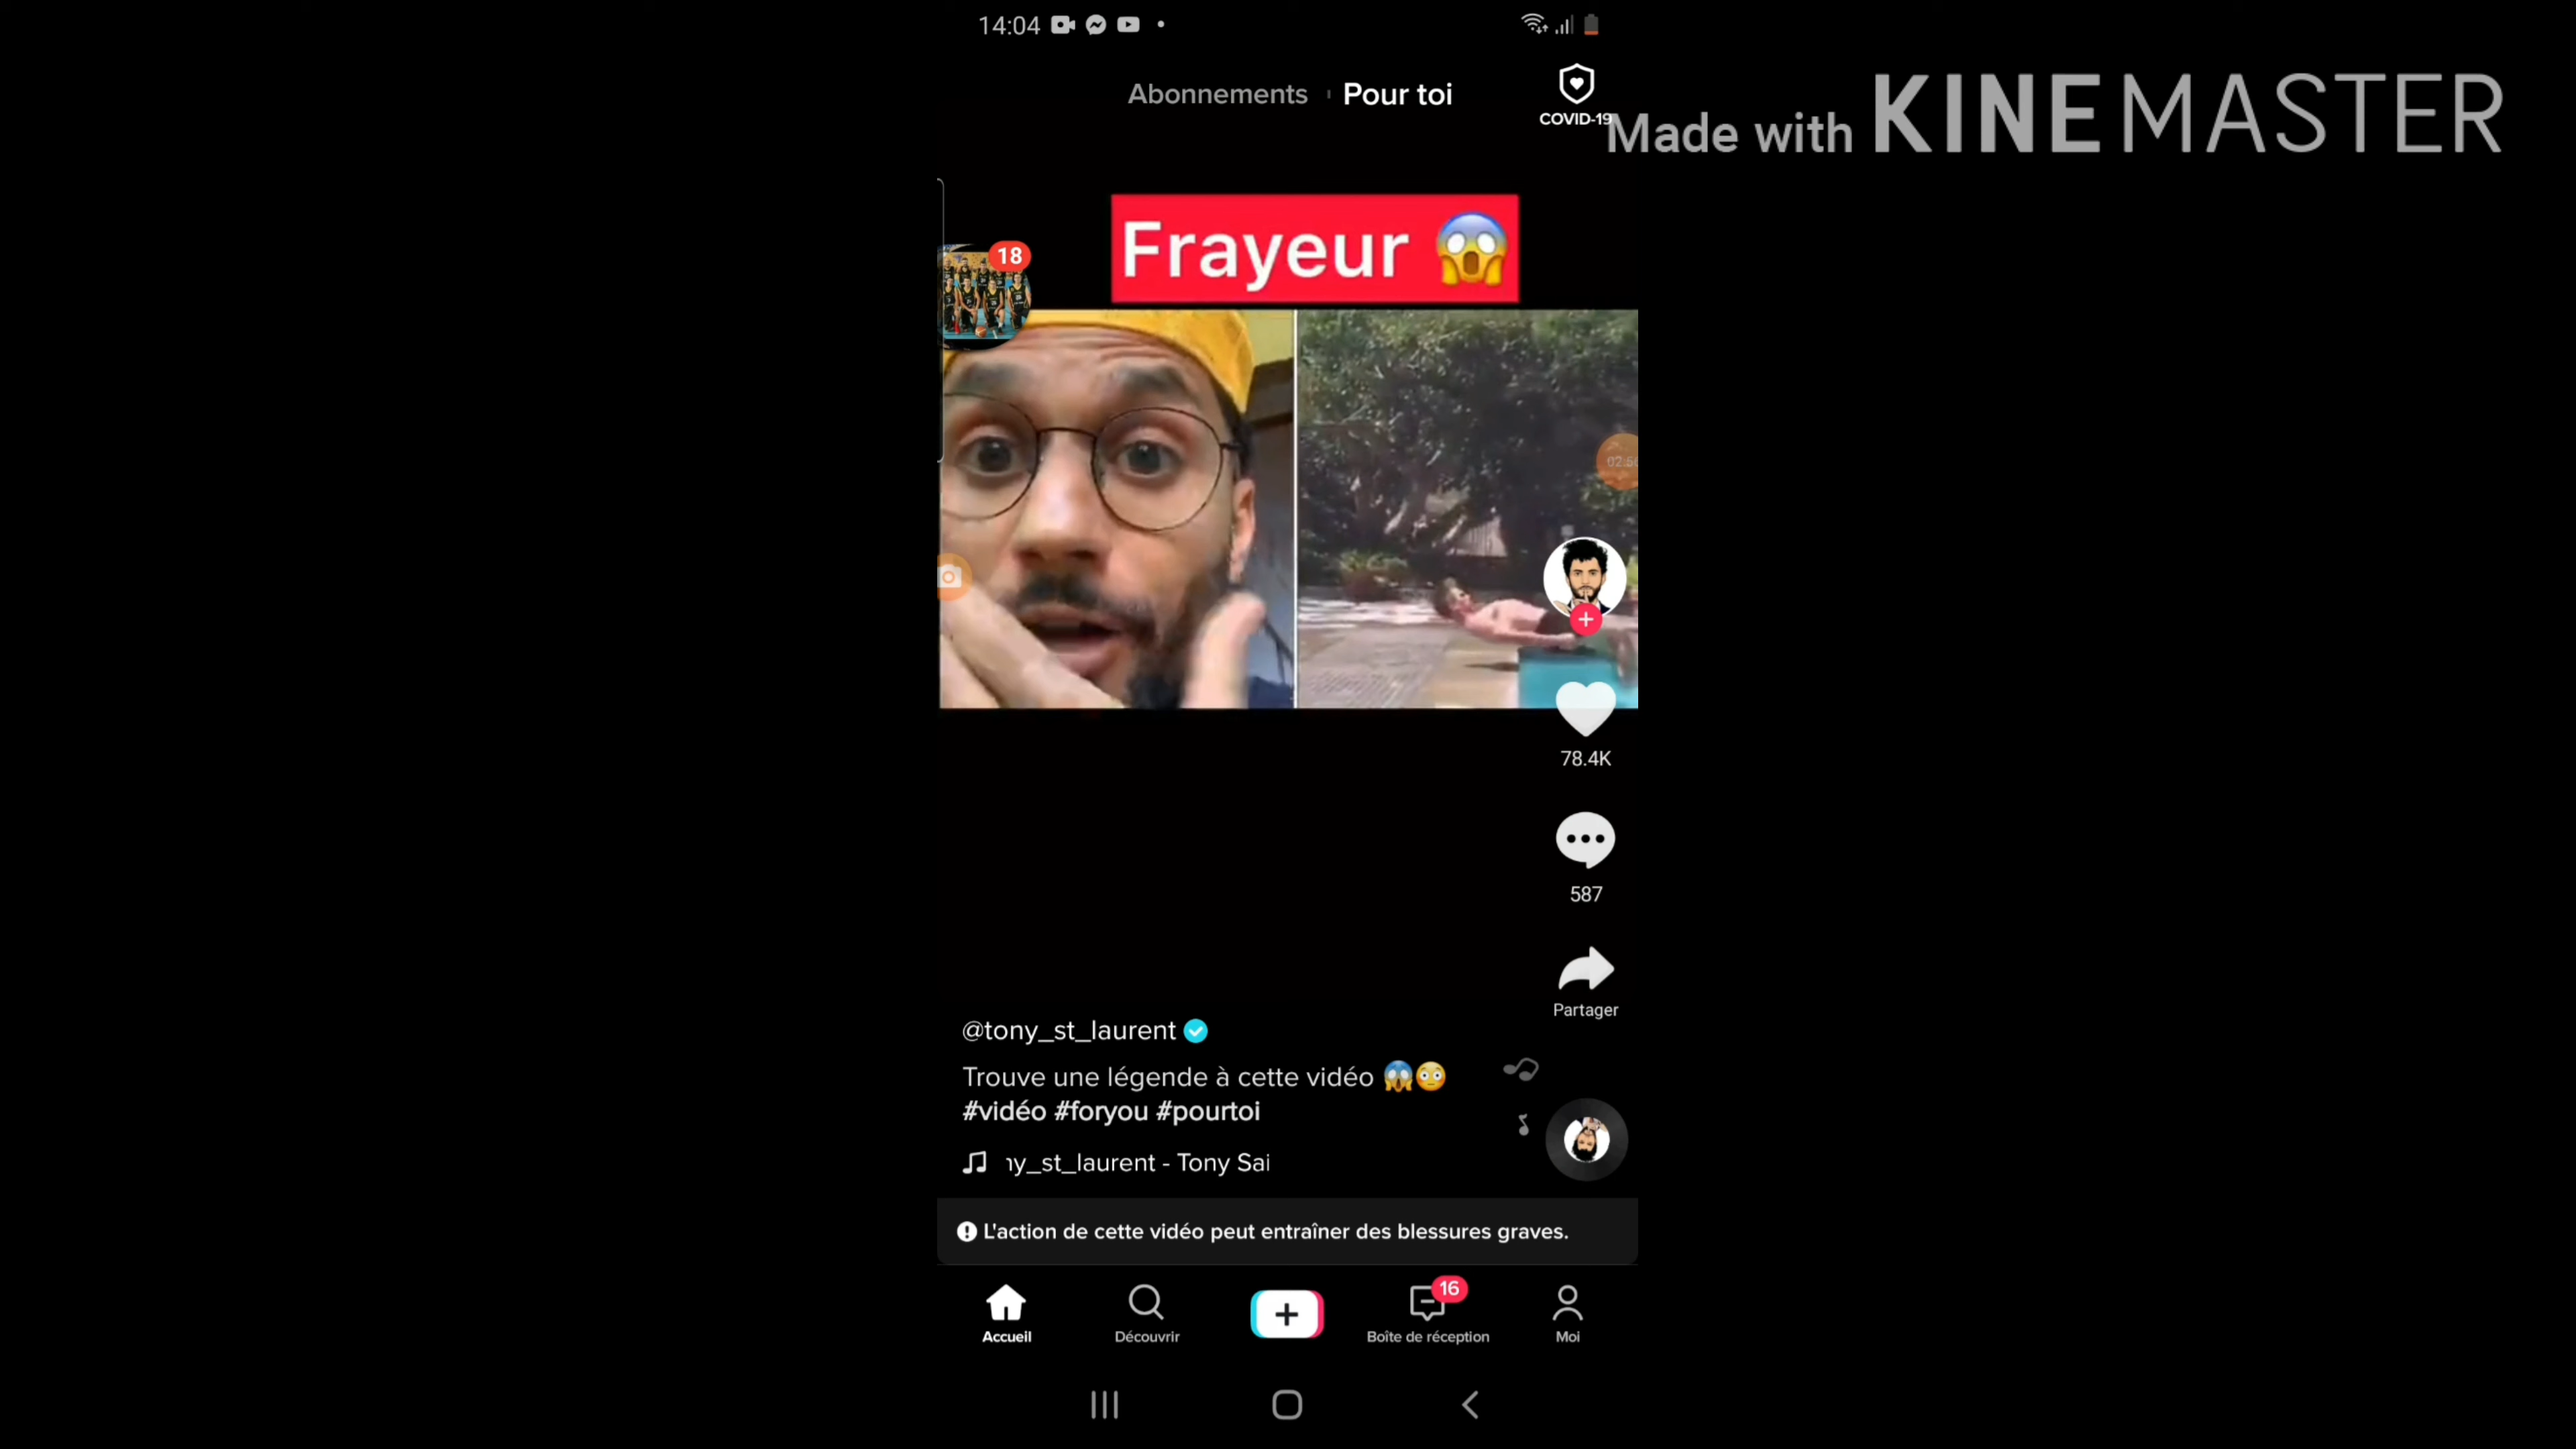 14:04
Abonnements
Pour toi
COVID-19
Made with KINEMASTER
Frayeur 😱
18
78.4K
587
Partager
@tony_st_laurent
Trouve une légende à cette vidéo 😱😳
#vidéo #foryou #pourtoi
y_st_laurent - Tony Sai
L'action de cette vidéo peut entraîner des blessures graves.
16
Accueil
Découvrir
Boîte de réception
Moi